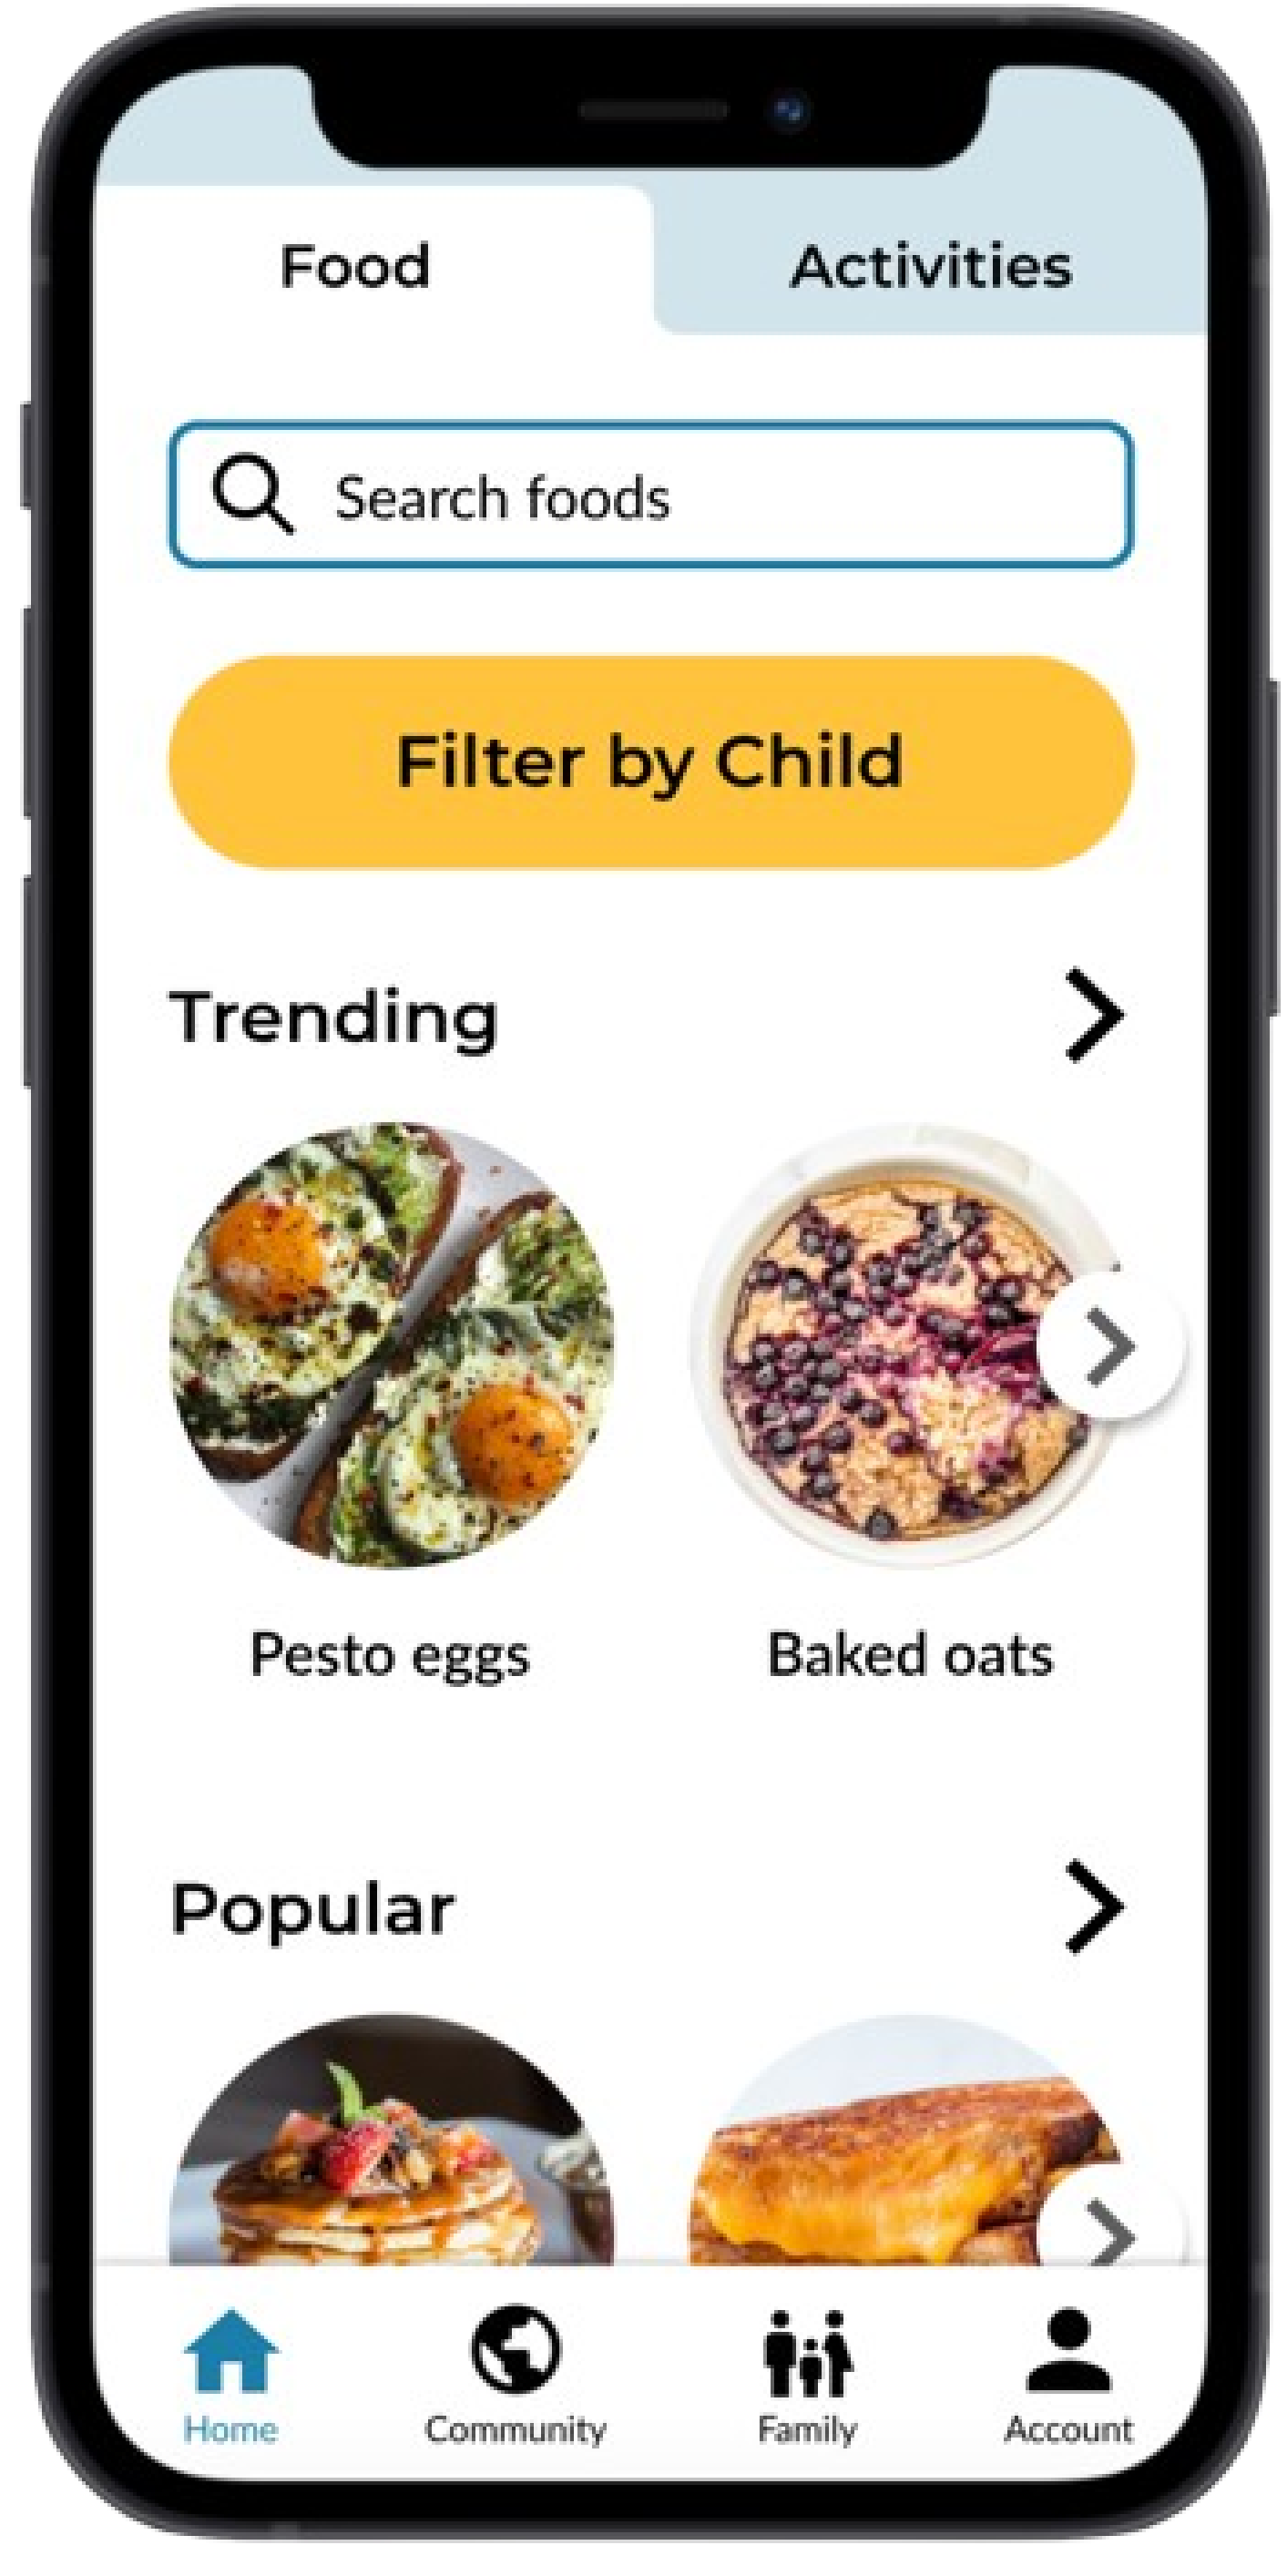 Food
Activities
Search foods
Filter by Child
Trending
Pesto eggs
Baked oats
Popular
Home
Community
Family
Account